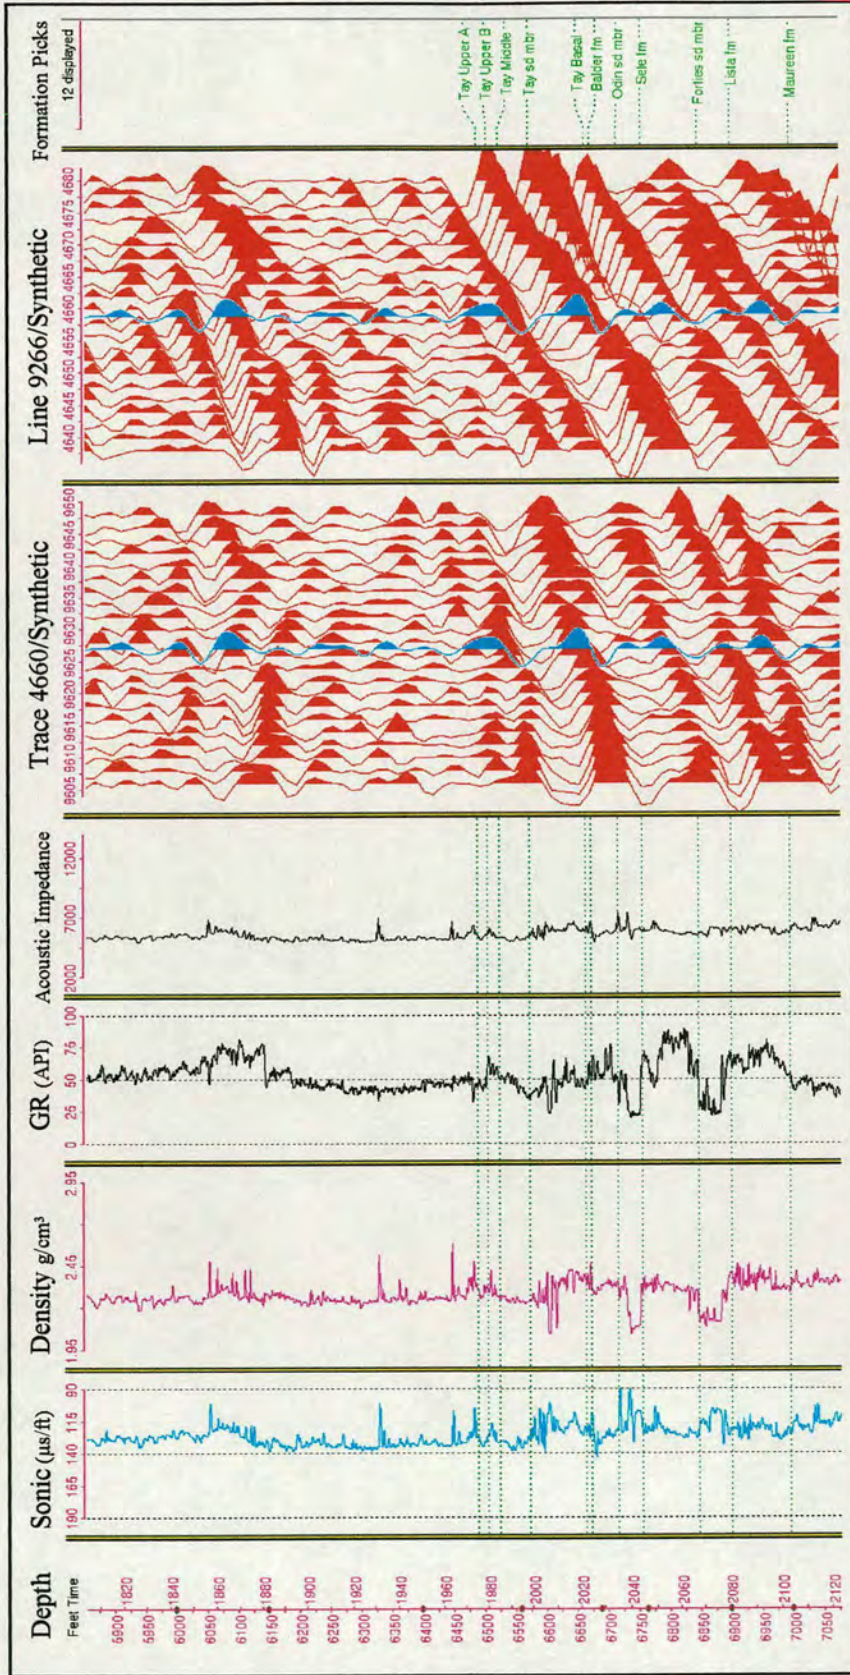 Depth
Sonic (µs/ft)
Density g/cm³
GR (API)
Acoustic Impedance
Trace 4660/Synthetic
Line 9266/Synthetic
Formation Picks
Feet Time
190 165 140 115 90
1.95 2.45 2.95
0 25 50 75 100
2000 7000 12000
9605 9610 9615 9620 9625 9630 9635 9640 9645 9650
4640 4645 4650 4655 4660 4665 4670 4675 4680
12 displayed
5900 1820
5950
6000 1840
6050 1860
6100
6150 1880
6200 1900
6250
6300 1920
6350 1940
6400
6450 1960
6500 1980
6550 2000
6600
6650 2020
6700 2040
6750
6800 2060
6850 2080
6900
6950 2100
7000
7050 2120
Tay Upper A
Tay Upper B
Tay Middle
Tay sd mbr
Tay Basal
Balder fm
Odin sd mbr
Sele fm
Forties sd mbr
Lista fm
Maureen fm